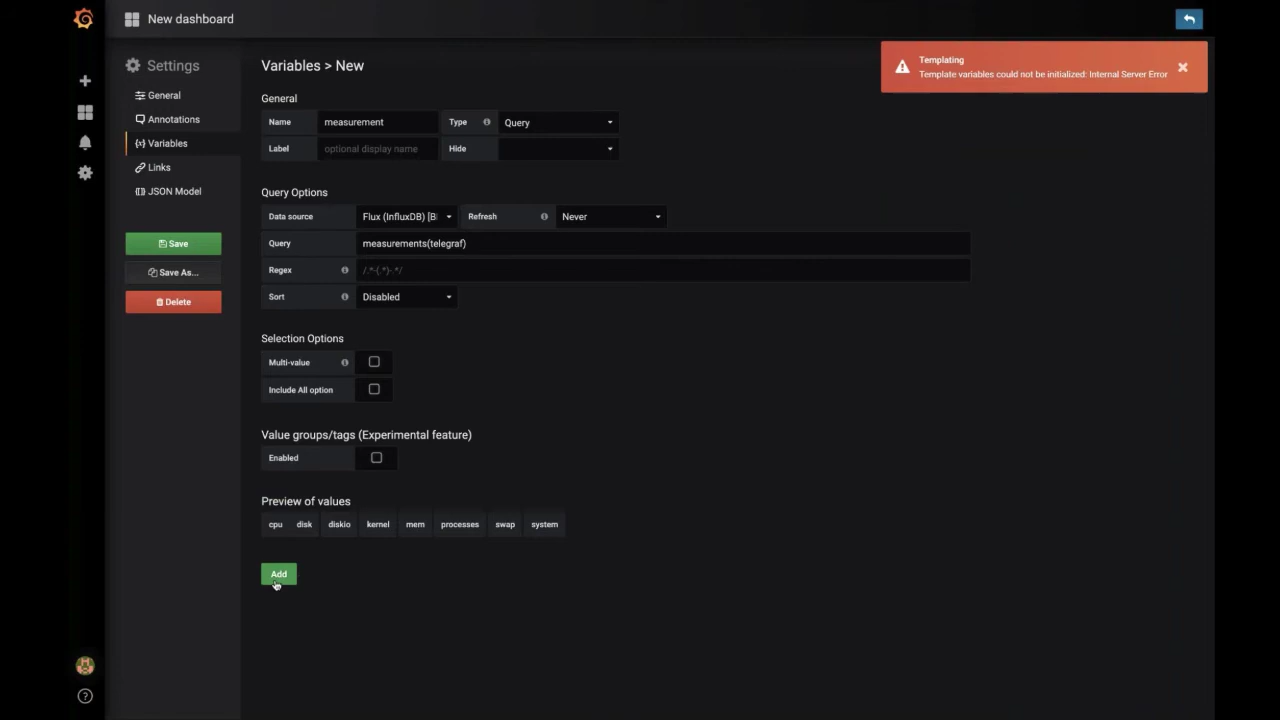 New dashboard
Templating
Template variables could not be initialized: Internal Server Error
Settings
General
Annotations
Variables
Links
JSON Model
Save
Save As...
Delete
Variables > New
General
Name measurement Type Query
Label optional display name Hide
Query Options
Data source Flux (InfluxDB) [B Refresh Never
Query measurements(telegraf)
Regex /.*-(.*)-.*/
Sort Disabled
Selection Options
Multi-value
Include All option
Value groups/tags (Experimental feature)
Enabled
Preview of values
cpu disk diskio kernel mem processes swap system
Add